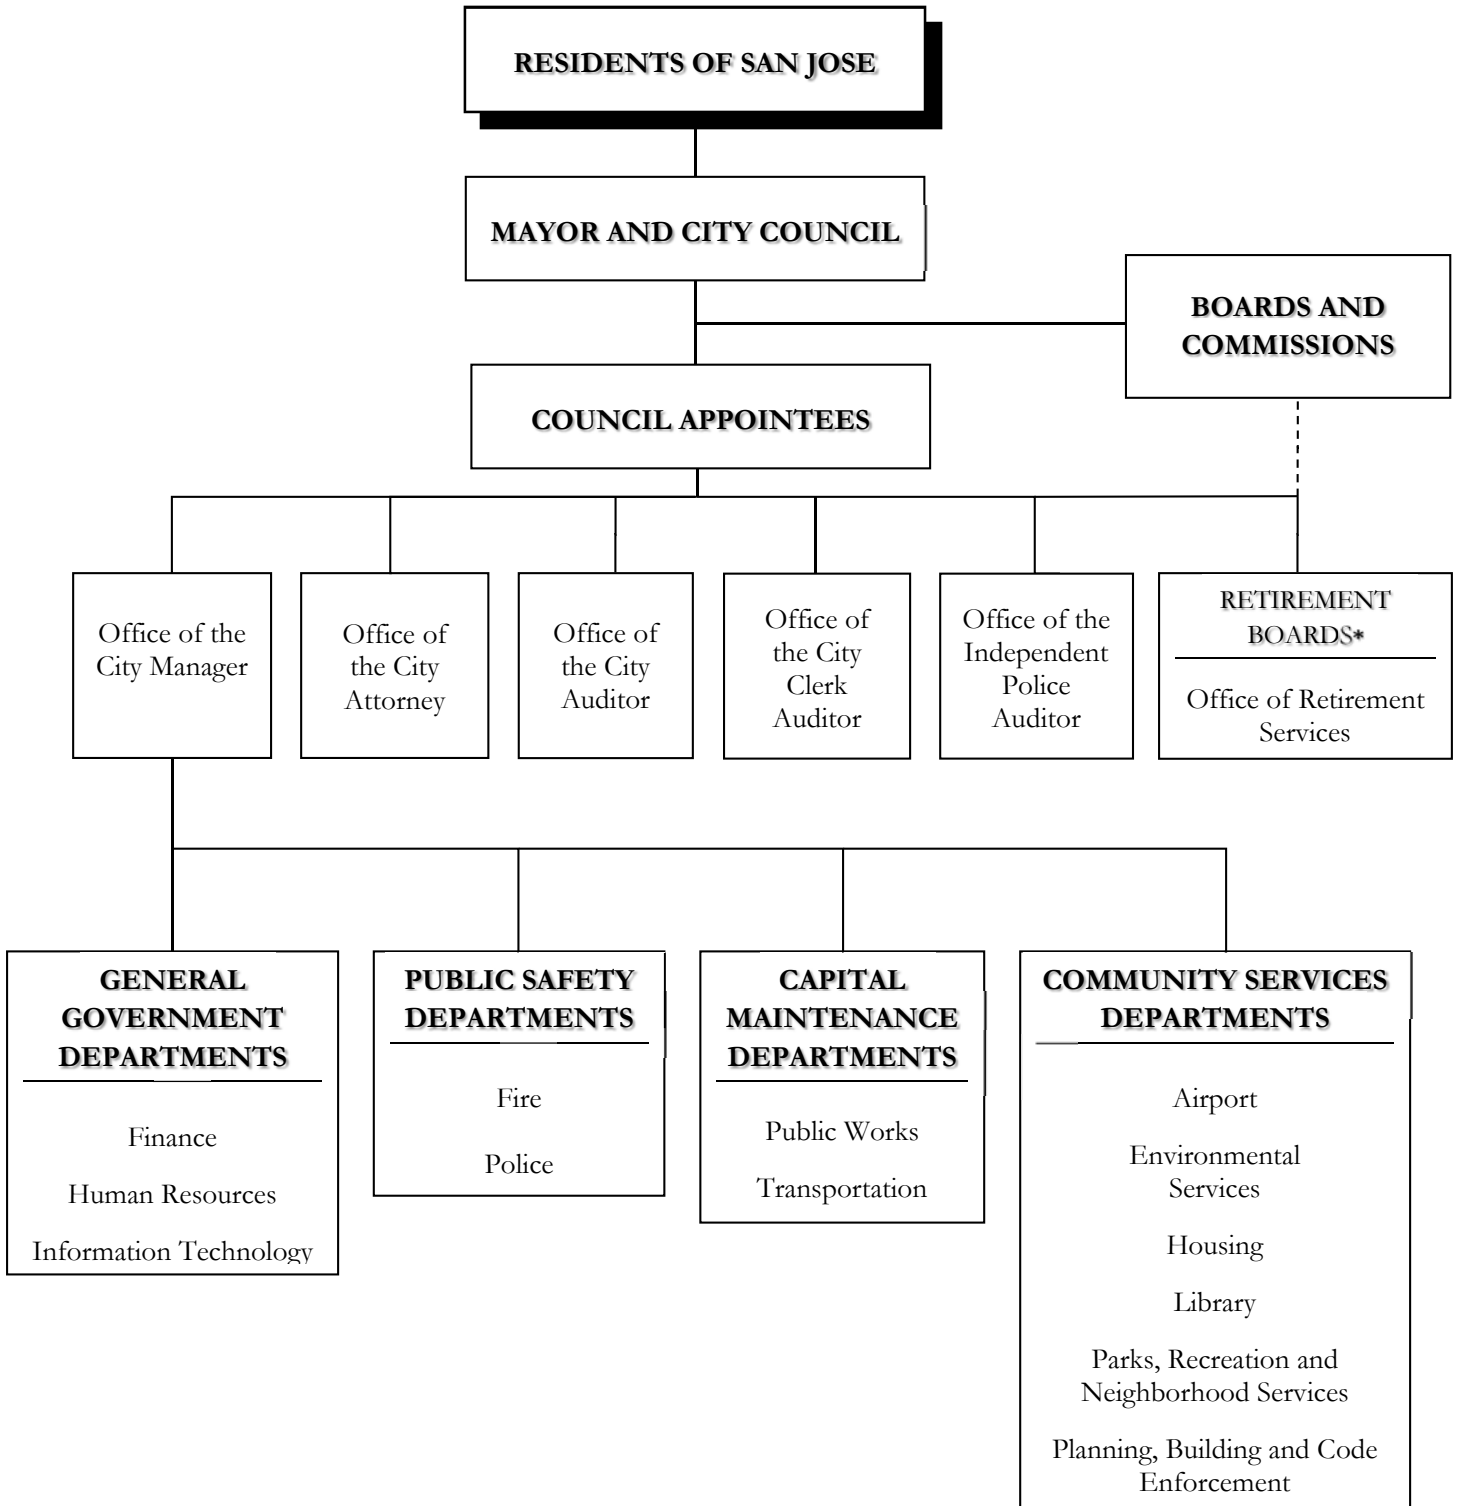 RESIDENTS OF SAN JOSE
MAYOR AND CITY COUNCIL
BOARDS AND
COMMISSIONS
COUNCIL APPOINTEES
Office of the
City Manager
Office of
the City
Attorney
Office of
the City
Auditor
Office of
the City
Clerk
Auditor
Office of the
Independent
Police
Auditor
RETIREMENT
BOARDS*
Office of Retirement
Services
GENERAL
GOVERNMENT
DEPARTMENTS
Finance
Human Resources
Information Technology
PUBLIC SAFETY
DEPARTMENTS
Fire
Police
CAPITAL
MAINTENANCE
DEPARTMENTS
Public Works
Transportation
COMMUNITY SERVICES
DEPARTMENTS
Airport
Environmental
Services
Housing
Library
Parks, Recreation and
Neighborhood Services
Planning, Building and Code
Enforcement